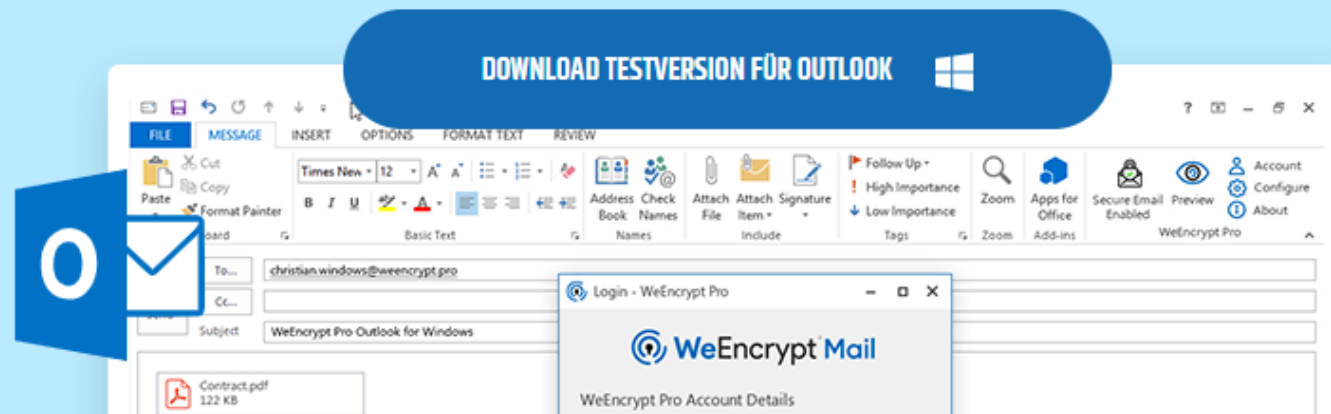 DOWNLOAD TESTVERSION FÜR OUTLOOK
FILE MESSAGE INSERT OPTIONS FORMAT TEXT REVIEW
Cut
Copy
Format Painter
Paste
Times New 12
B I U
Basic Text
Address Book
Check Names
Names
Attach File
Attach Item
Signature
Include
Follow Up
High Importance
Low Importance
Tags
Zoom
Zoom
Apps for Office
Add-ins
Secure Email Enabled
Preview
Account
Configure
About
WeEncrypt Pro
To...
christian.windows@weencrypt.pro
Cc...
Subject
WeEncrypt Pro Outlook for Windows
Contract.pdf
122 KB
Login - WeEncrypt Pro
WeEncrypt Mail
WeEncrypt Pro Account Details